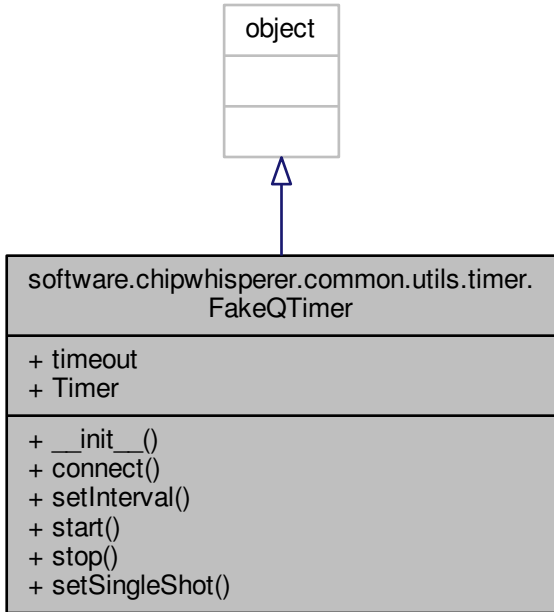 object
software.chipwhisperer.common.utils.timer.
FakeQTimer
+ timeout
+ Timer
+ __init__()
+ connect()
+ setInterval()
+ start()
+ stop()
+ setSingleShot()